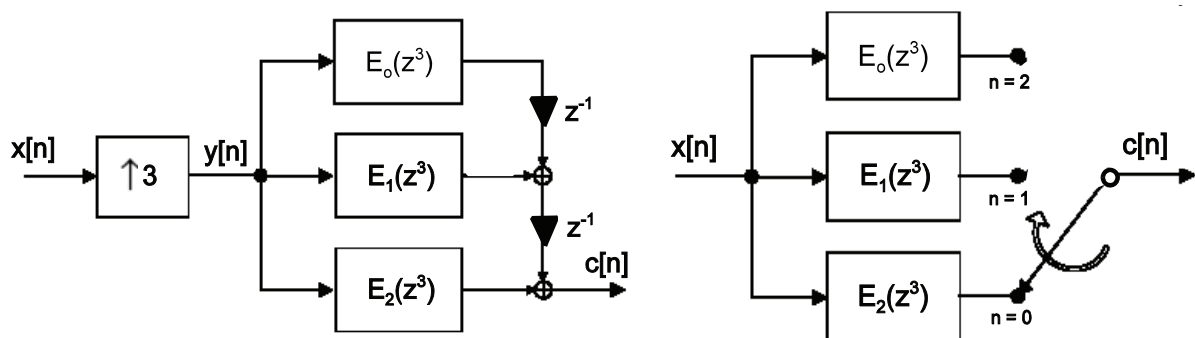 E₀(z³)
z⁻¹
x[n]
↑3
y[n]
E₁(z³)
z⁻¹
E₂(z³)
c[n]
E₀(z³)
n = 2
x[n]
E₁(z³)
n = 1
c[n]
E₂(z³)
n = 0